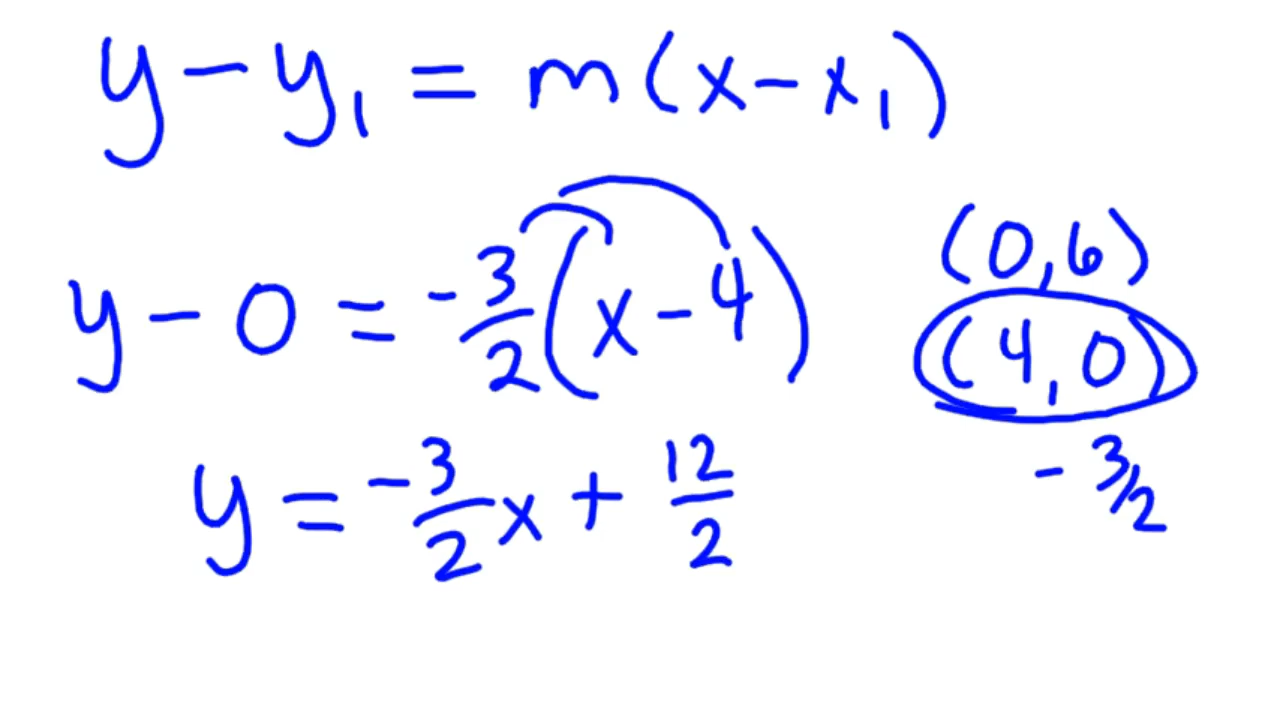 y - y₁ = m(x - x₁)
y - 0 = -3/2(x - 4)
y = -3/2x + 12/2
(0,6)
(4,0)
-3/2